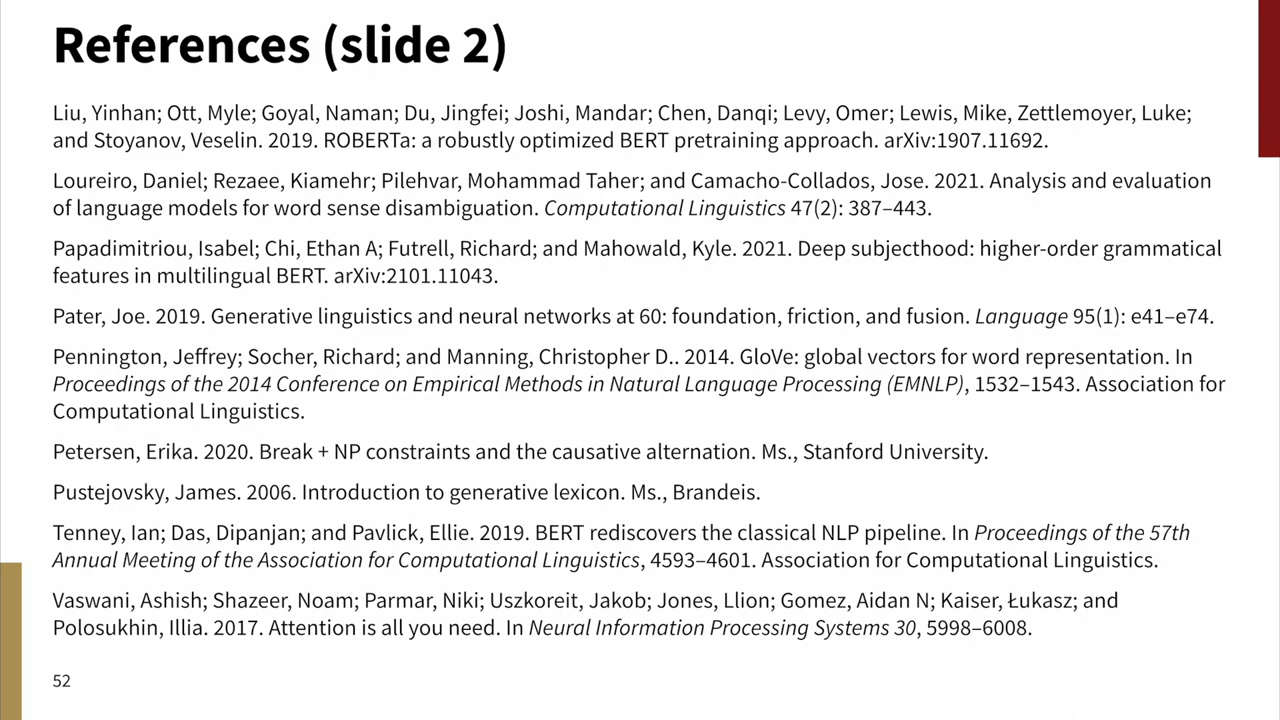 References (slide 2)
Liu, Yinhan; Ott, Myle; Goyal, Naman; Du, Jingfei; Joshi, Mandar; Chen, Danqi; Levy, Omer; Lewis, Mike, Zettlemoyer, Luke;
and Stoyanov, Veselin. 2019. ROBERTa: a robustly optimized BERT pretraining approach. arXiv:1907.11692.
Loureiro, Daniel; Rezaee, Kiamehr; Pilehvar, Mohammad Taher; and Camacho-Collados, Jose. 2021. Analysis and evaluation
of language models for word sense disambiguation. Computational Linguistics 47(2): 387–443.
Papadimitriou, Isabel; Chi, Ethan A; Futrell, Richard; and Mahowald, Kyle. 2021. Deep subjecthood: higher-order grammatical
features in multilingual BERT. arXiv:2101.11043.
Pater, Joe. 2019. Generative linguistics and neural networks at 60: foundation, friction, and fusion. Language 95(1): e41–e74.
Pennington, Jeffrey; Socher, Richard; and Manning, Christopher D.. 2014. GloVe: global vectors for word representation. In
Proceedings of the 2014 Conference on Empirical Methods in Natural Language Processing (EMNLP), 1532–1543. Association for
Computational Linguistics.
Petersen, Erika. 2020. Break + NP constraints and the causative alternation. Ms., Stanford University.
Pustejovsky, James. 2006. Introduction to generative lexicon. Ms., Brandeis.
Tenney, Ian; Das, Dipanjan; and Pavlick, Ellie. 2019. BERT rediscovers the classical NLP pipeline. In Proceedings of the 57th
Annual Meeting of the Association for Computational Linguistics, 4593–4601. Association for Computational Linguistics.
Vaswani, Ashish; Shazeer, Noam; Parmar, Niki; Uszkoreit, Jakob; Jones, Llion; Gomez, Aidan N; Kaiser, Łukasz; and
Polosukhin, Illia. 2017. Attention is all you need. In Neural Information Processing Systems 30, 5998–6008.
52